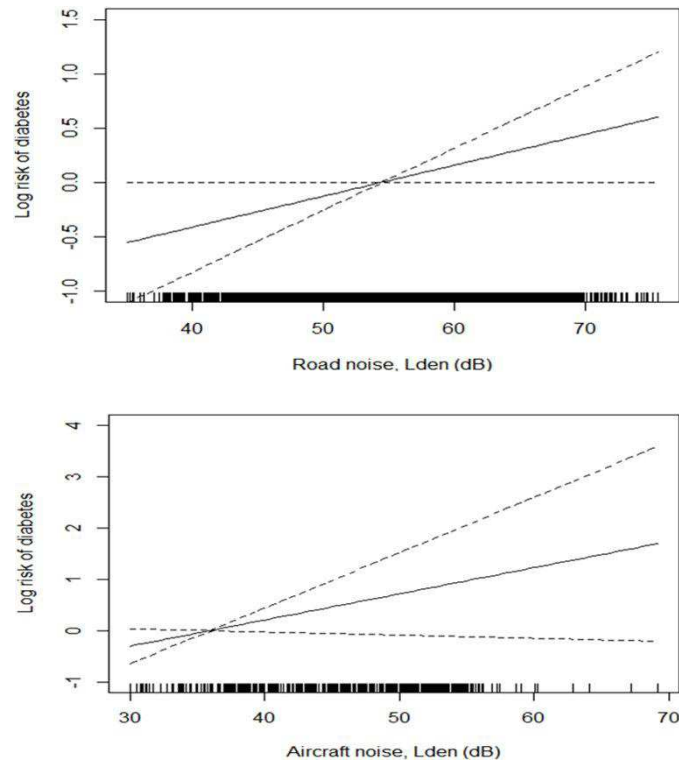 Log risk of diabetes
1.5
1.0
0.5
0.0
-0.5
-1.0
40 50 60 70
Road noise, Lden (dB)
Log risk of diabetes
4
3
2
1
0
-1
30 40 50 60 70
Aircraft noise, Lden (dB)